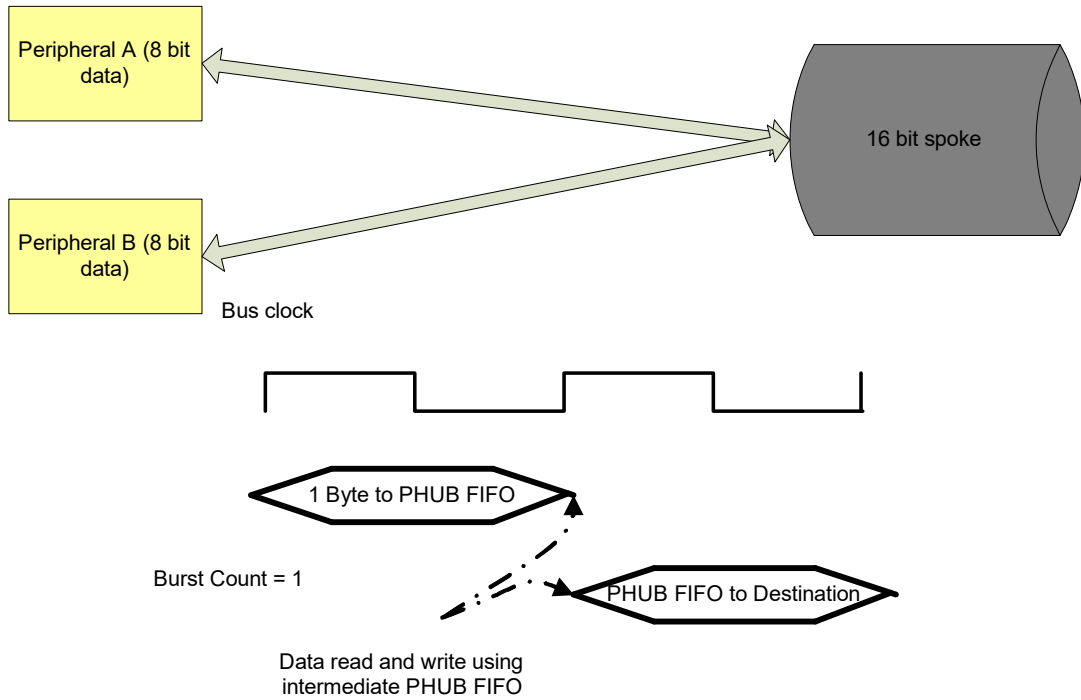 Peripheral A (8 bit
data)
16 bit spoke
Peripheral B (8 bit
data)
Bus clock
1 Byte to PHUB FIFO
Burst Count = 1
PHUB FIFO to Destination
Data read and write using
intermediate PHUB FIFO